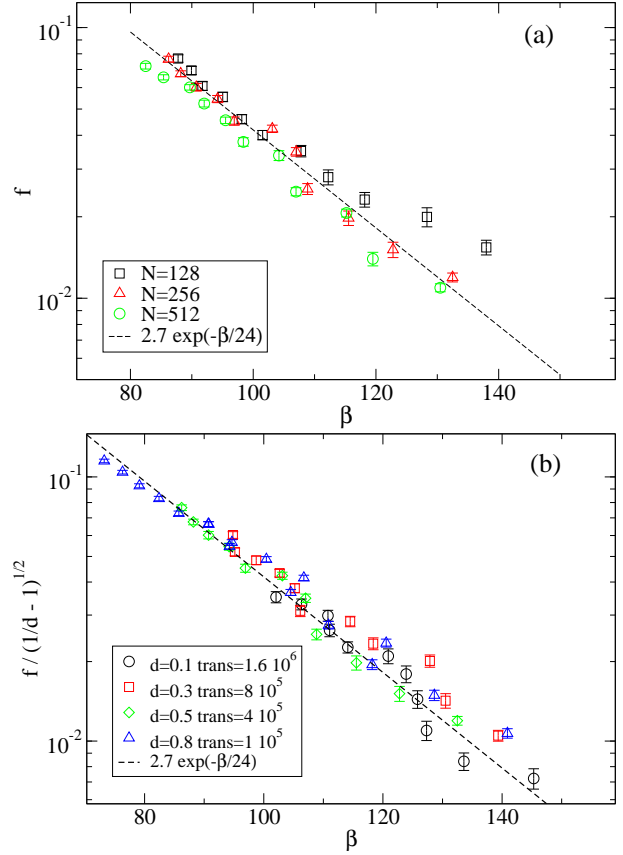 10^{-1}
(a)
f
10^{-2}
N=128
N=256
N=512
2.7 exp(-β/24)
80 100 120 140
β
(b)
10^{-1}
f / (1/d - 1)^{1/2}
d=0.1 trans=1.6 10^6
d=0.3 trans=8 10^5
d=0.5 trans=4 10^5
d=0.8 trans=1 10^5
2.7 exp(-β/24)
10^{-2}
80 100 120 140
β